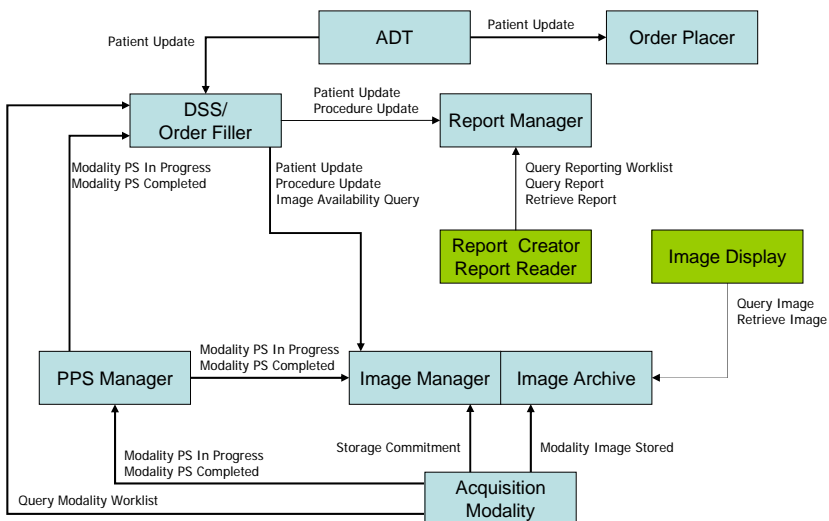 Patient Update
ADT
Patient Update
Order Placer
DSS/
Order Filler
Patient Update
Procedure Update
Report Manager
Modality PS In Progress
Modality PS Completed
Patient Update
Procedure Update
Image Availability Query
Query Reporting Worklist
Query Report
Retrieve Report
Report Creator
Report Reader
Image Display
Query Image
Retrieve Image
PPS Manager
Modality PS In Progress
Modality PS Completed
Image Manager
Image Archive
Modality PS In Progress
Modality PS Completed
Storage Commitment
Modality Image Stored
Query Modality Worklist
Acquisition
Modality